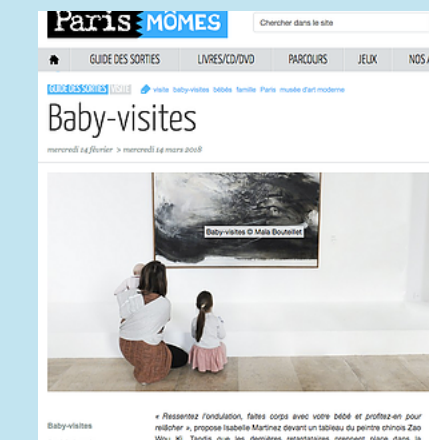 Paris MÔMES
Chercher dans le site
GUIDE DES SORTIES LIVRES/CD/DVD PARCOURS JEUX NOS
GUIDE DES SORTIES VISITE visite baby-visites bébés famille Paris musée d'art moderne
Baby-visites
mercredi 14 février > mercredi 14 mars 2018
Baby-visites © Maïa Bouteillet
« Ressentez l'ondulation, faites corps avec votre bébé et profitez-en pour
Baby-visites
relâcher », propose Isabelle Martinez devant un tableau du peintre chinois Zao
Wou Ki. Tandis que les dernières retardataires prennent place dans la